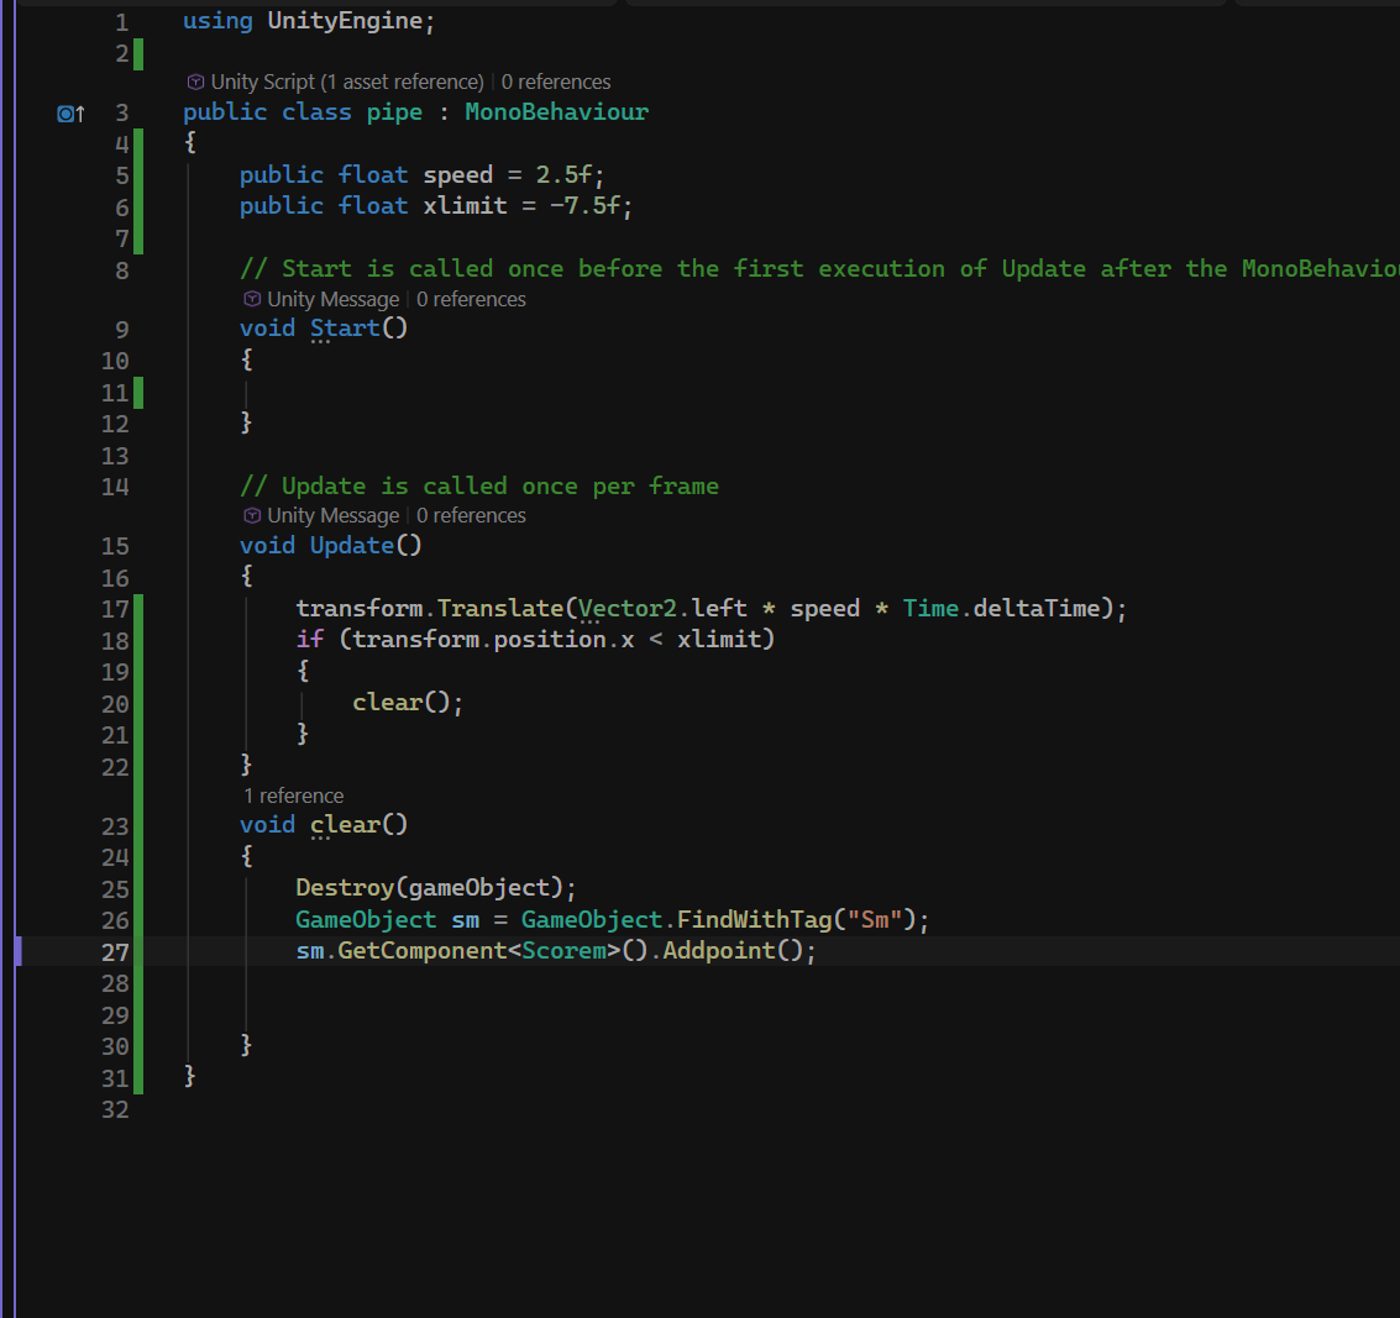 1 using UnityEngine;
2
Unity Script (1 asset reference) | 0 references
3 public class pipe : MonoBehaviour
4 {
5 public float speed = 2.5f;
6 public float xlimit = -7.5f;
7
8 // Start is called once before the first execution of Update after the MonoBehaviou
Unity Message | 0 references
9 void Start()
10 {
11
12 }
13
14 // Update is called once per frame
Unity Message | 0 references
15 void Update()
16 {
17 transform.Translate(Vector2.left * speed * Time.deltaTime);
18 if (transform.position.x < xlimit)
19 {
20 clear();
21 }
22 }
1 reference
23 void clear()
24 {
25 Destroy(gameObject);
26 GameObject sm = GameObject.FindWithTag("Sm");
27 sm.GetComponent<Scorem>().Addpoint();
28
29
30 }
31 }
32